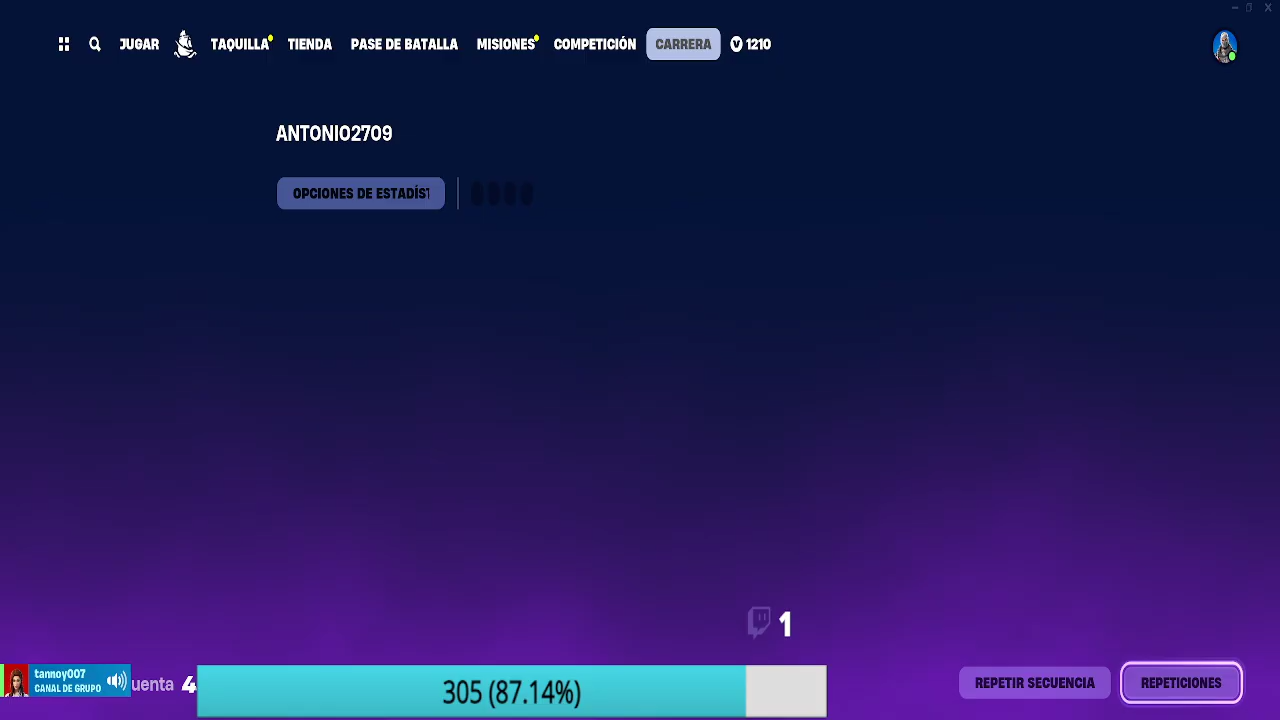 JUGAR TAQUILLA TIENDA PASE DE BATALLA MISIONES COMPETICIÓN CARRERA V 1210
ANTONIO2709
OPCIONES DE ESTADÍST
1
tannoy007
CANAL DE GRUPO
uenta 4
305 (87.14%)
REPETIR SECUENCIA
REPETICIONES